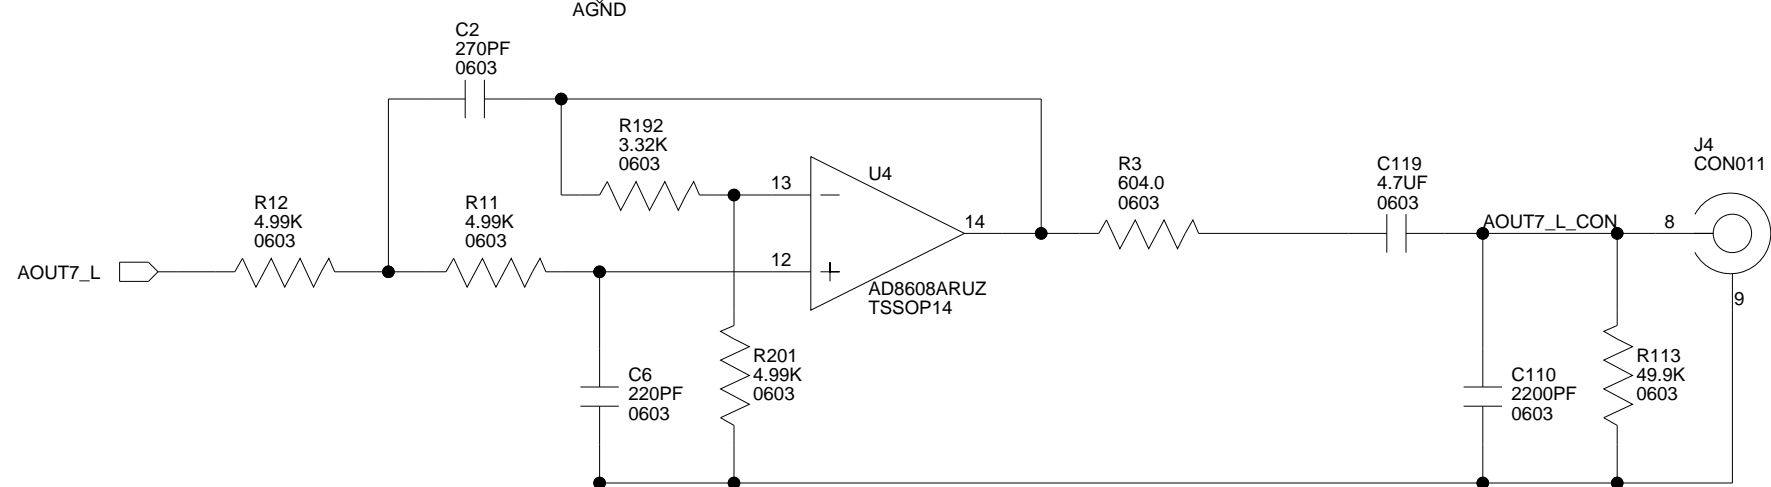 AGND
C2
270PF
0603
R192
3.32K
0603
U4
13
12
14
AD8608ARUZ
TSSOP14
R12
4.99K
0603
R11
4.99K
0603
AOUT7_L
R3
604.0
0603
C119
4.7UF
0603
AOUT7_L_CON
J4
CON011
8
9
C6
220PF
0603
R201
4.99K
0603
C110
2200PF
0603
R113
49.9K
0603